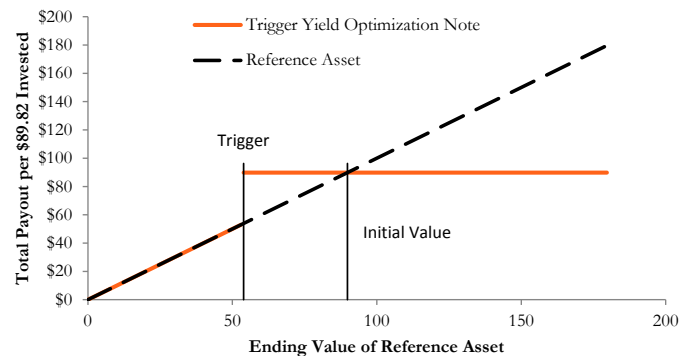 Trigger Yield Optimization Note
Reference Asset
Total Payout per $89.82 Invested
$200
$180
$160
$140
$120
$100
$80
$60
$40
$20
$0
Trigger
Initial Value
0
50
100
150
200
Ending Value of Reference Asset